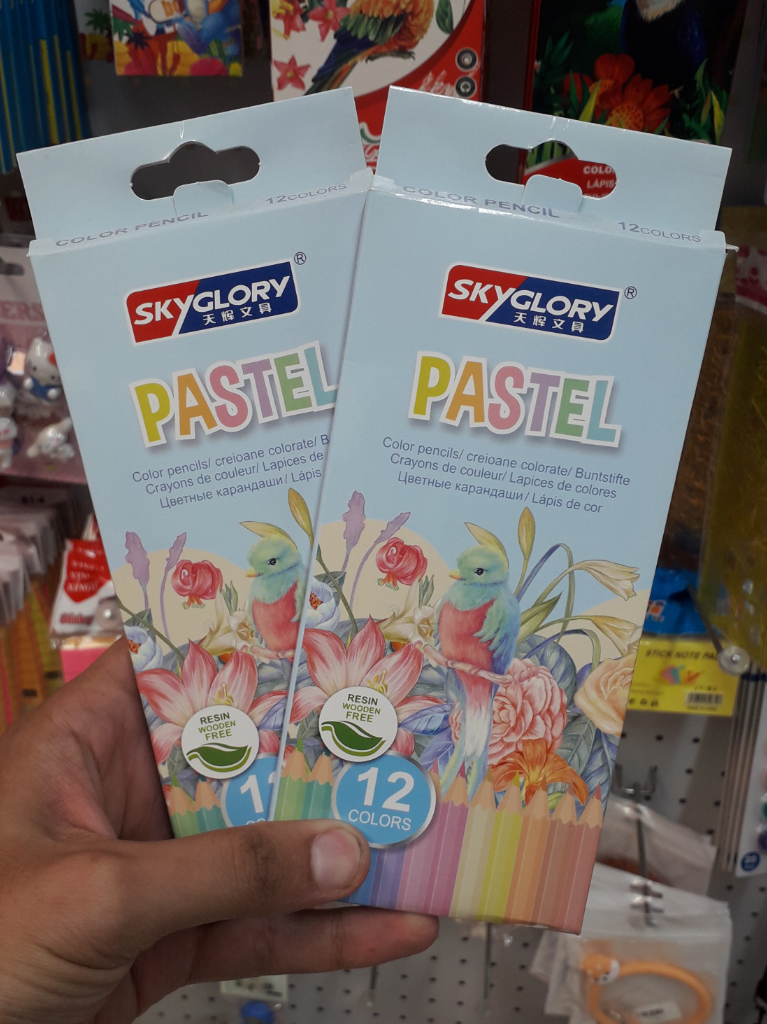 COLOR PENCIL 12COLORS
SKYGLORY®
天辉文具
PASTEL
Color pencils/ creioane colorate/ B
Crayons de couleur/ Lapices de
Цветные карандаши/ Lápis
RESIN
WOODEN
FREE
COLOR PENCIL 12COLORS
SKYGLORY®
天辉文具
PASTEL
Color pencils/ creioane colorate/ Buntstifte
Crayons de couleur/ Lapices de colores
Цветные карандаши/ Lápis de cor
RESIN
WOODEN
FREE
12
COLORS
LÁPIS
STICK NOTE PAD